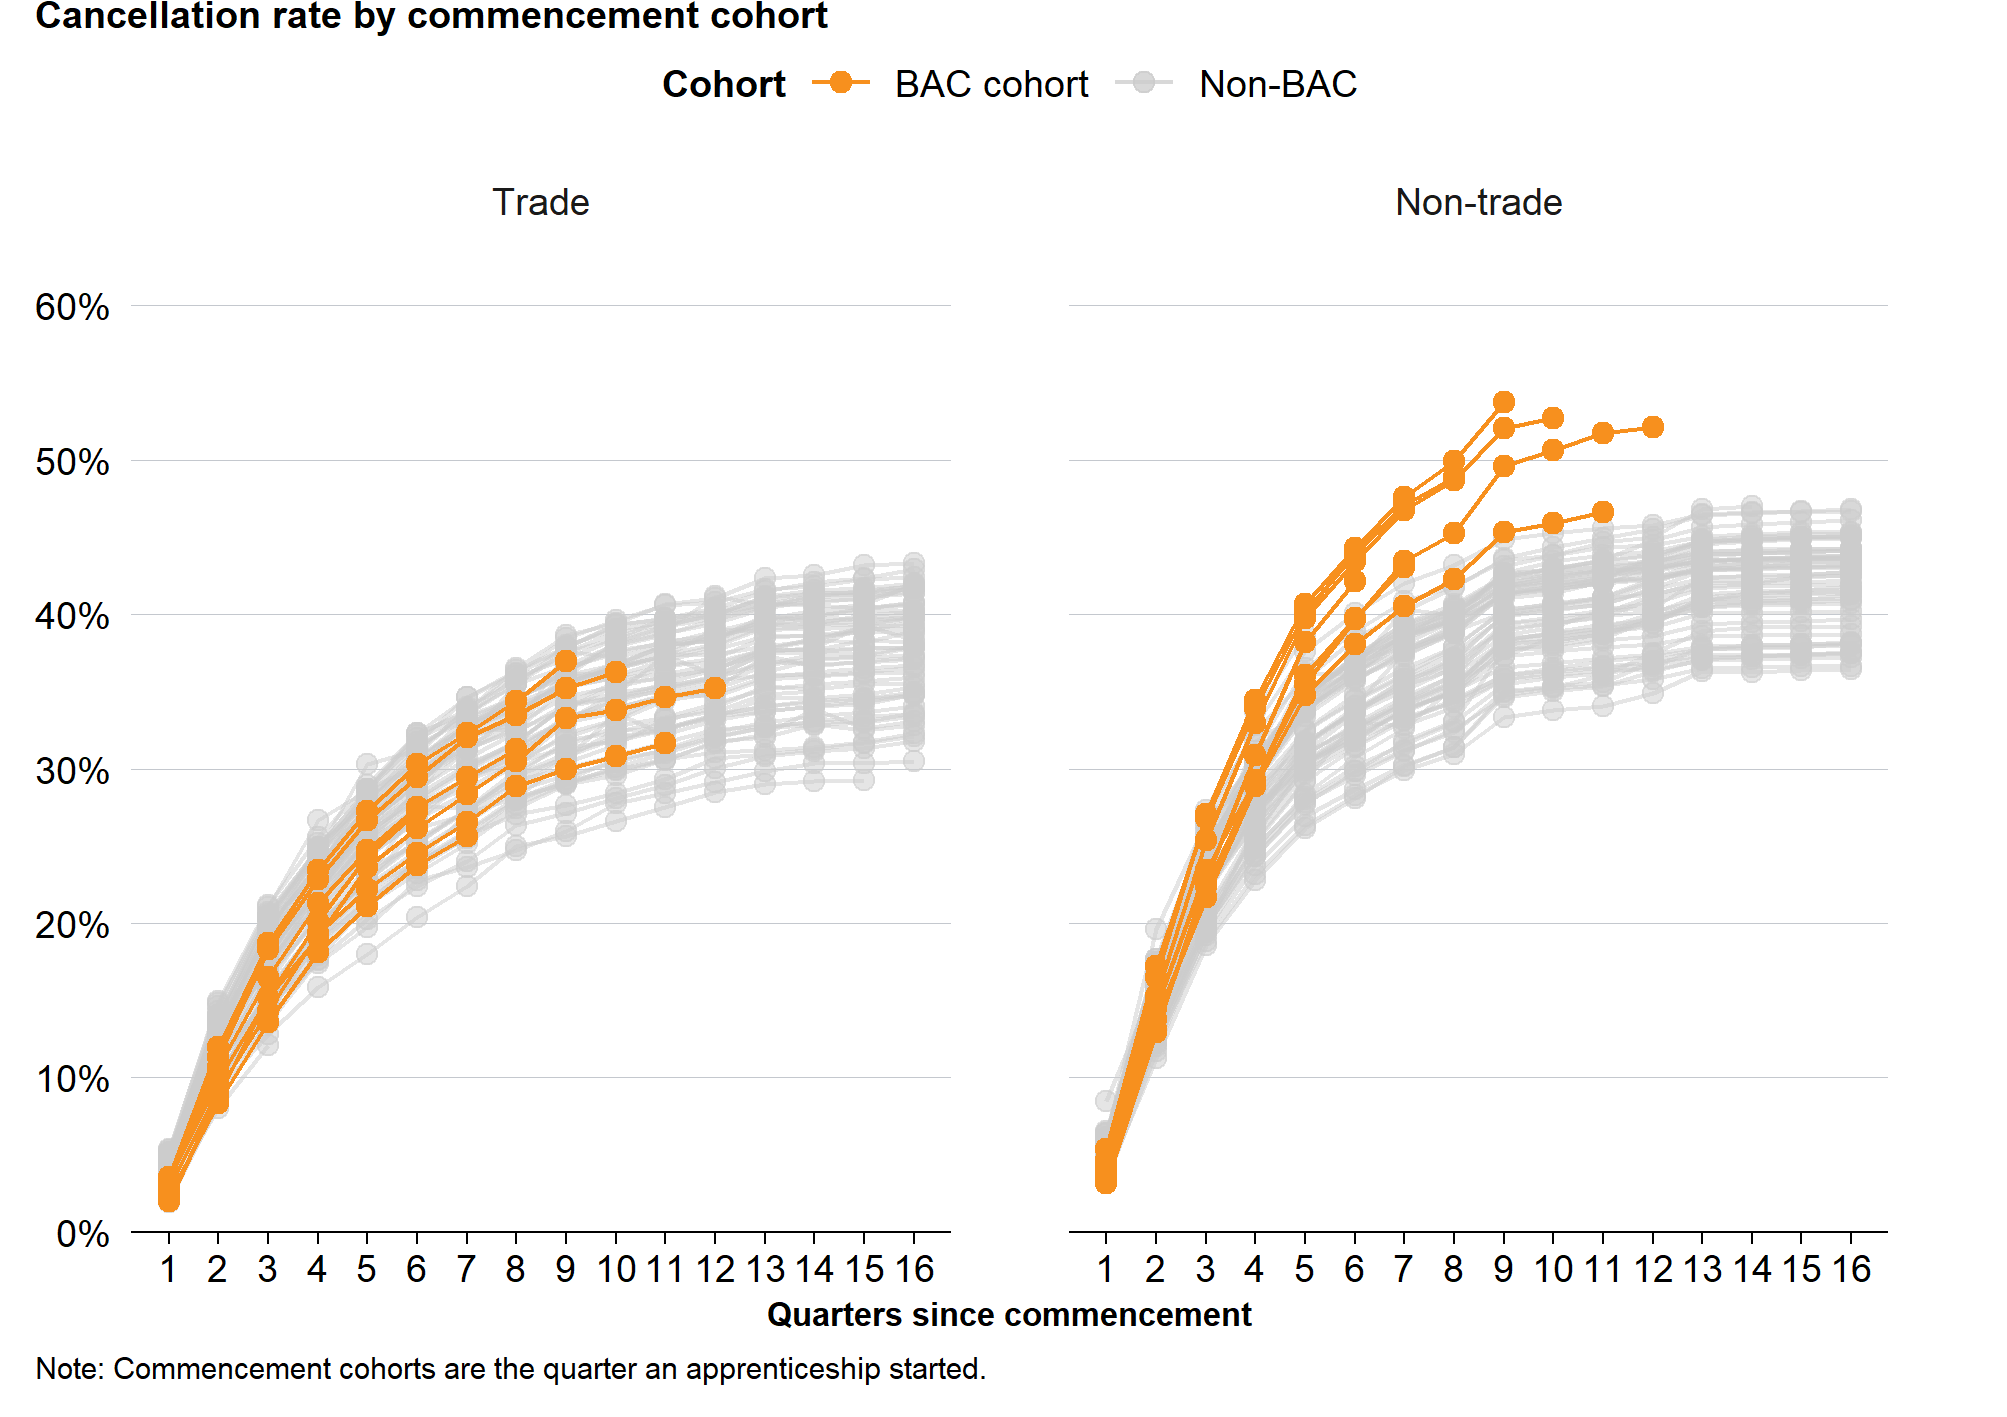 Cancellation rate by commencement cohort
Cohort BAC cohort Non-BAC
Trade Non-trade
60%
50%
40%
30%
20%
10%
0%
1 2 3 4 5 6 7 8 9 10 11 12 13 14 15 16 1 2 3 4 5 6 7 8 9 10 11 12 13 14 15 16
Quarters since commencement
Note: Commencement cohorts are the quarter an apprenticeship started.